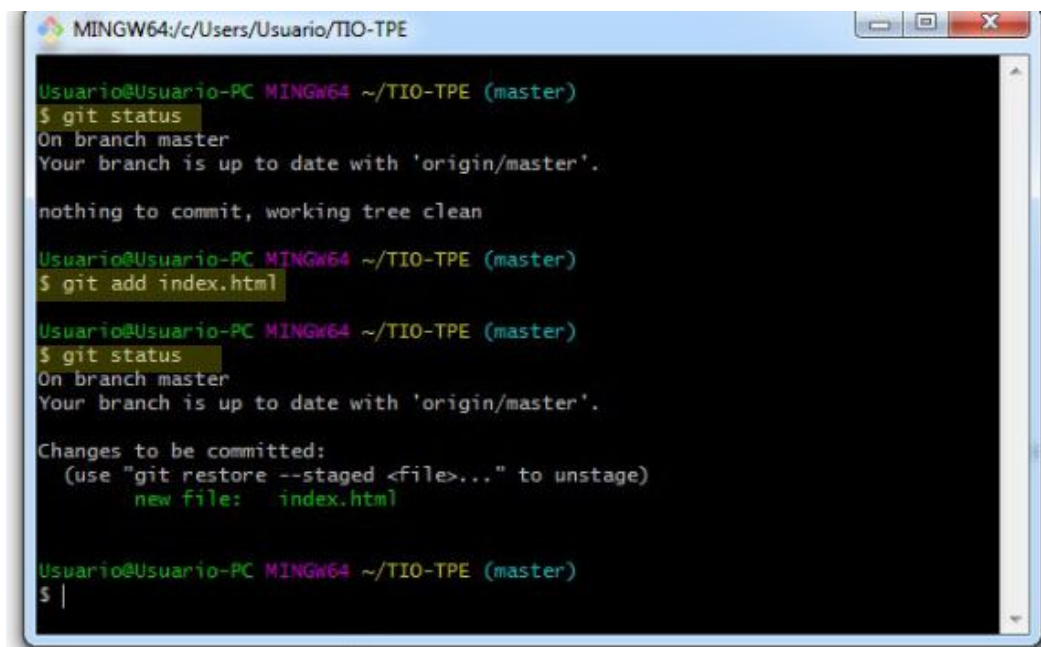 MINGW64:/c/Users/Usuario/TIO-TPE
Usuario@Usuario-PC MINGW64 ~/TIO-TPE (master)
$ git status
On branch master
Your branch is up to date with 'origin/master'.
nothing to commit, working tree clean
Usuario@Usuario-PC MINGW64 ~/TIO-TPE (master)
$ git add index.html
Usuario@Usuario-PC MINGW64 ~/TIO-TPE (master)
$ git status
On branch master
Your branch is up to date with 'origin/master'.
Changes to be committed:
(use "git restore --staged <file>..." to unstage)
new file: index.html
Usuario@Usuario-PC MINGW64 ~/TIO-TPE (master)
$